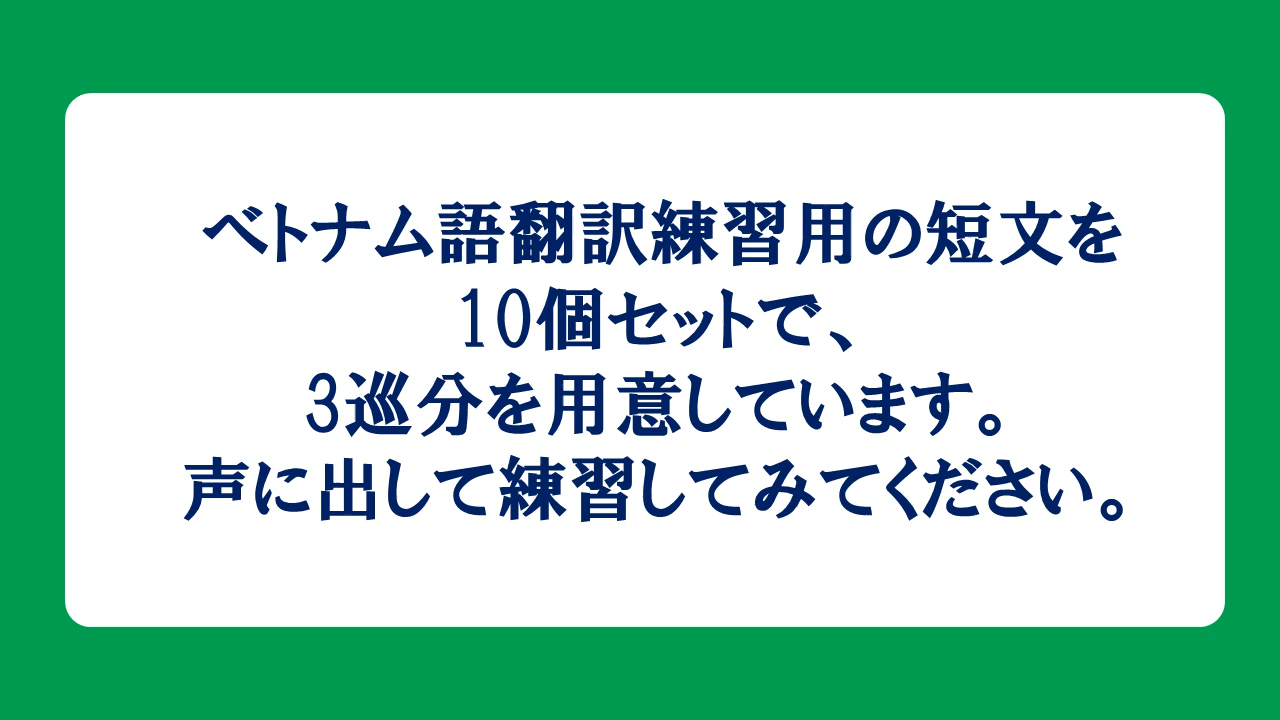 ベトナム語翻訳練習用の短文を
10個セットで、
3巡分を用意しています。
声に出して練習してみてください。